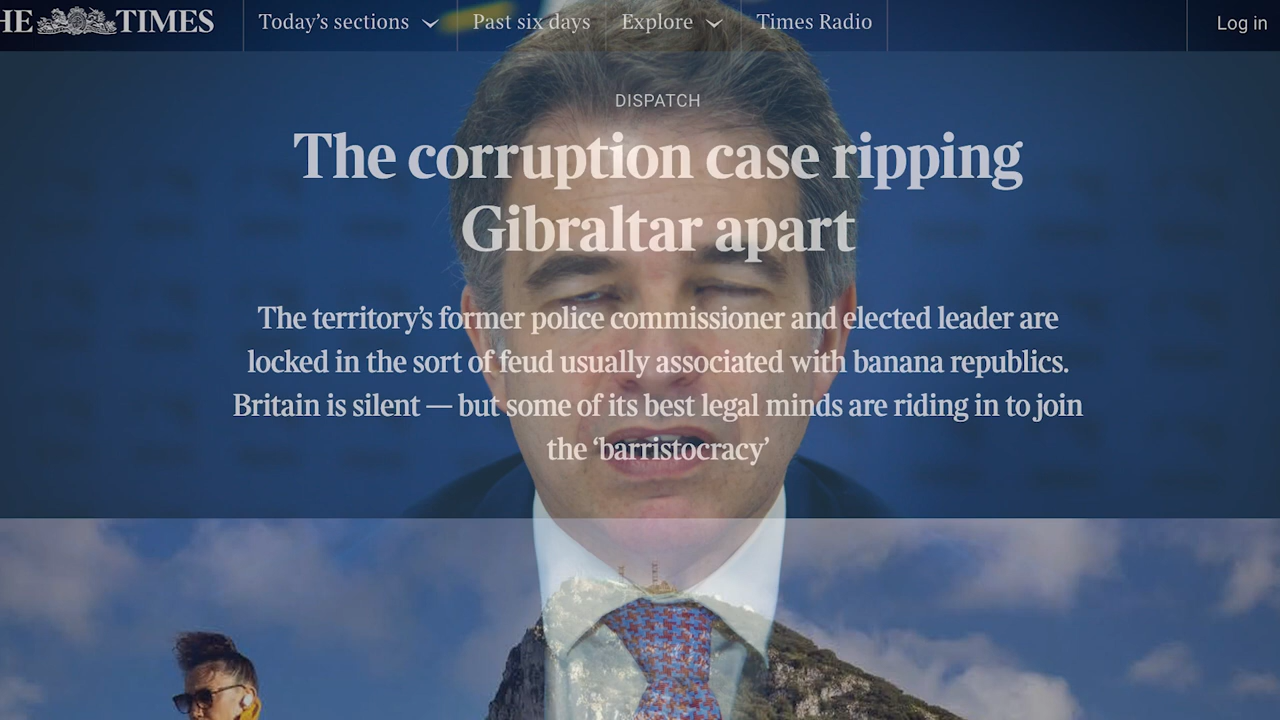 HE TIMES
Today's sections
Past six days
Explore
Times Radio
Log in
DISPATCH
The corruption case ripping
Gibraltar apart
The territory's former police commissioner and elected leader are
locked in the sort of feud usually associated with banana republics.
Britain is silent — but some of its best legal minds are riding in to join
the ‘barristocracy’